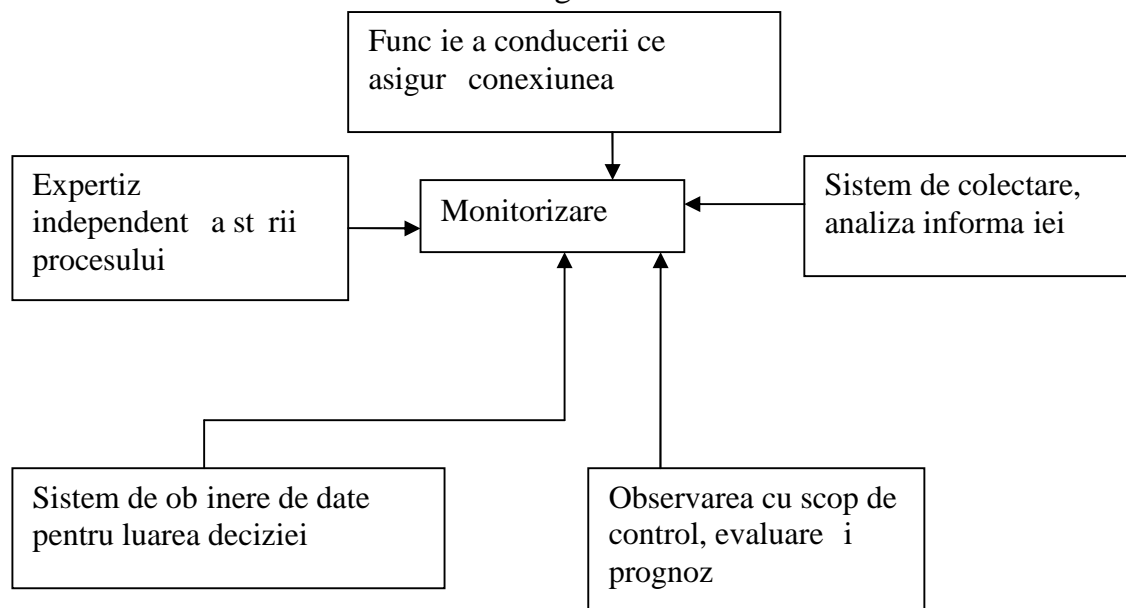 Func ie a conducerii ce
asigur conexiunea
Expertiz
independent a st rii
procesului
Monitorizare
Sistem de colectare,
analiza informa iei
Sistem de ob inere de date
pentru luarea deciziei
Observarea cu scop de
control, evaluare i
prognoz